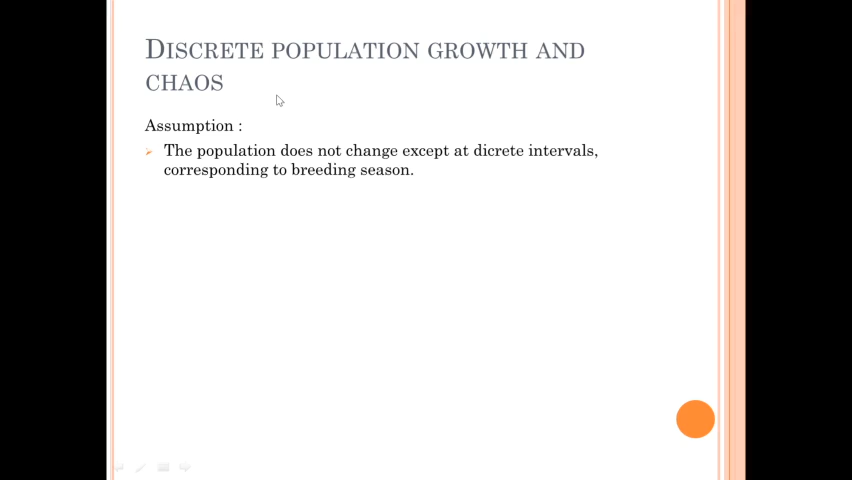 DISCRETE POPULATION GROWTH AND
CHAOS
Assumption :
The population does not change except at dicrete intervals,
corresponding to breeding season.